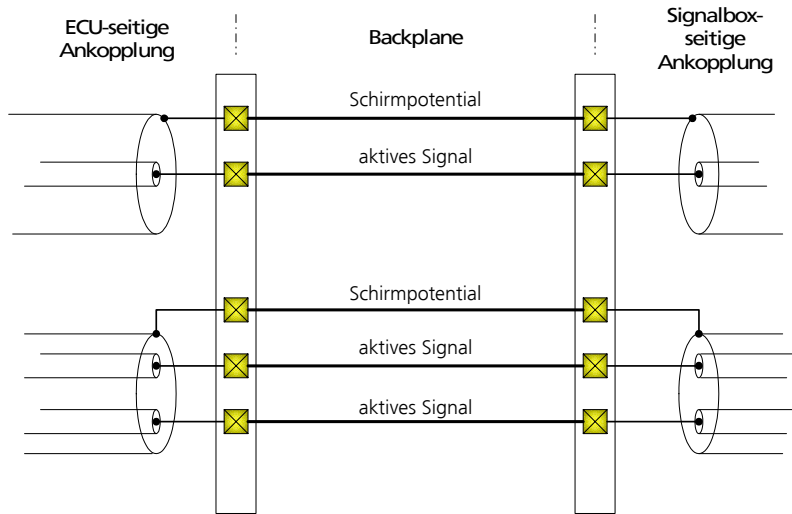 ECU-seitige
Ankopplung
Backplane
Signalbox-
seitige
Ankopplung
Schirmpotential
aktives Signal
Schirmpotential
aktives Signal
aktives Signal